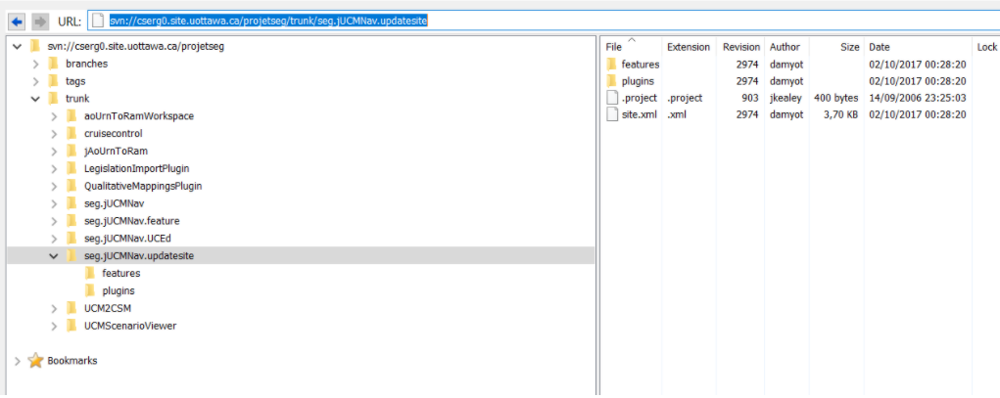 URL: svn://cserg0.site.uottawa.ca/projetseg/trunk/seg.jUCMNav.updatesite
svn://cserg0.site.uottawa.ca/projetseg
branches
tags
trunk
aoUrnToRamWorkspace
cruisecontrol
jAoUrnToRam
LegislationImportPlugin
QualitativeMappingsPlugin
seg.jUCMNav
seg.jUCMNav.feature
seg.jUCMNav.UCEd
seg.jUCMNav.updatesite
features
plugins
UCM2CSM
UCMScenarioViewer
Bookmarks
File Extension Revision Author Size Date Lock
features 2974 damyot 02/10/2017 00:28:20
plugins 2974 damyot 02/10/2017 00:28:20
.project .project 903 jkealey 400 bytes 14/09/2006 23:25:03
site.xml .xml 2974 damyot 3,70 KB 02/10/2017 00:28:20